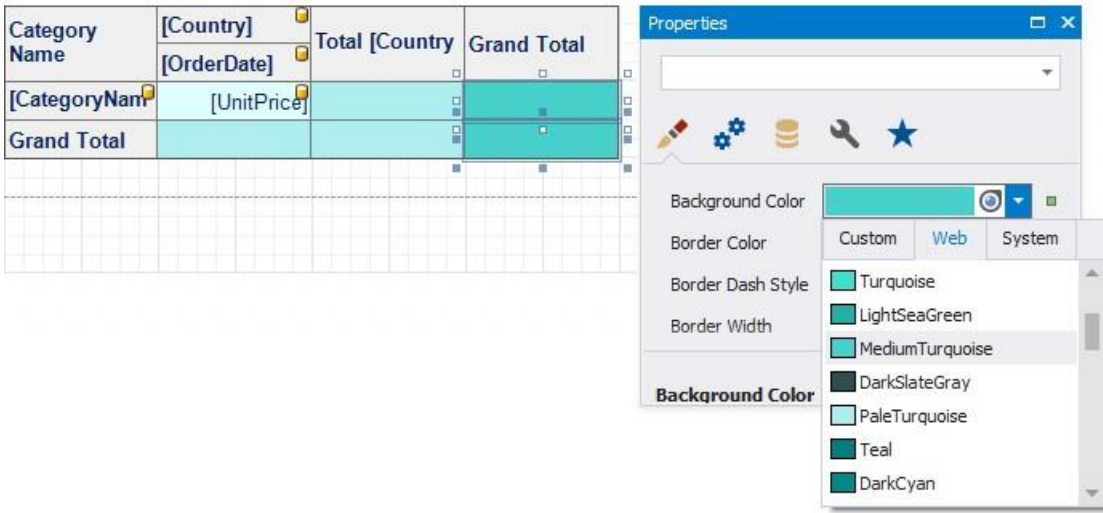 Category
Name
[Country]
[OrderDate]
Total [Country
Grand Total
[CategoryNam
[UnitPrice]
Grand Total
Properties
Background Color
Border Color
Border Dash Style
Border Width
Background Color
Custom Web System
Turquoise
LightSeaGreen
MediumTurquoise
DarkSlateGray
PaleTurquoise
Teal
DarkCyan